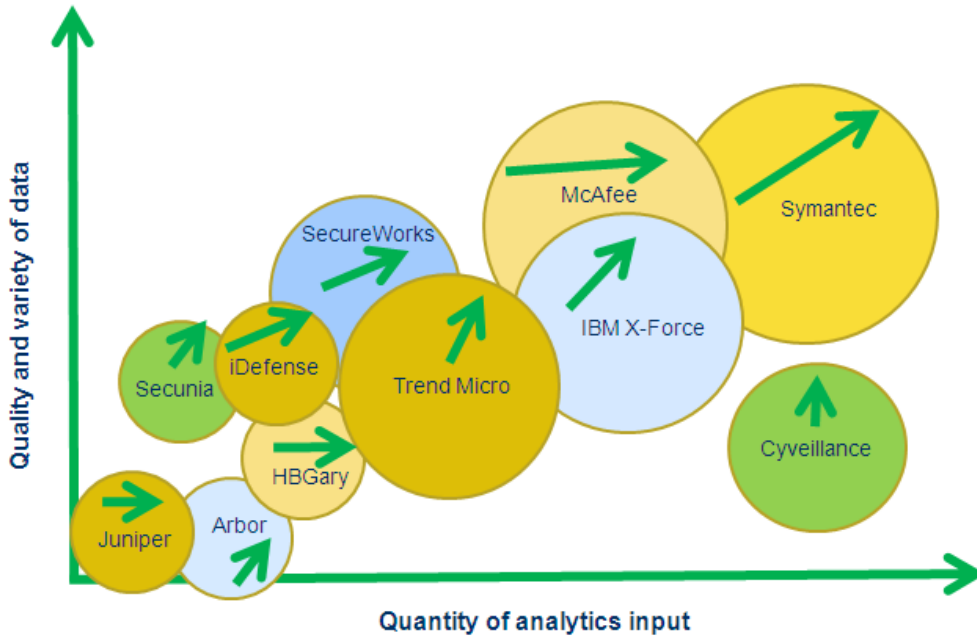 Quality and variety of data
McAfee
Symantec
SecureWorks
IBM X-Force
iDefense
Secunia
Trend Micro
Cyveillance
HBGary
Arbor
Juniper
Quantity of analytics input